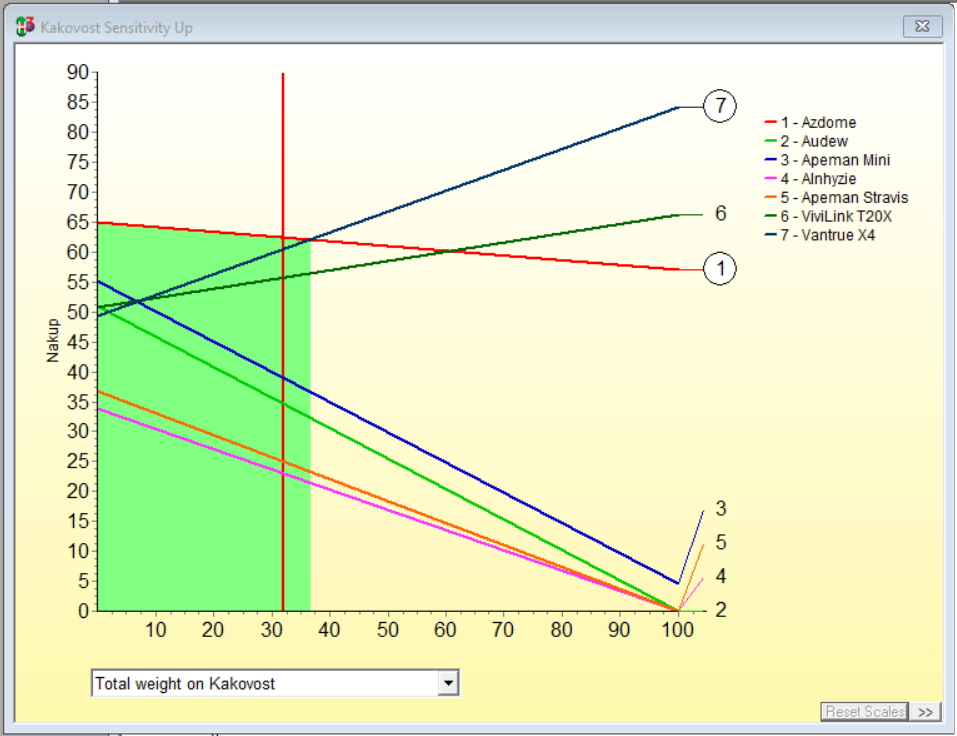 Kakovost Sensitivity Up
90
85
80
75
70
65
60
55
50
45
40
35
30
25
20
15
10
5
0
Nakup
10 20 30 40 50 60 70 80 90 100
7
6
1
3
5
4
2
1 - Azdome
2 - Audew
3 - Apeman Mini
4 - Alnhyzie
5 - Apeman Stravis
6 - ViviLink T20X
7 - Vantrue X4
Total weight on Kakovost
Reset Scales >>